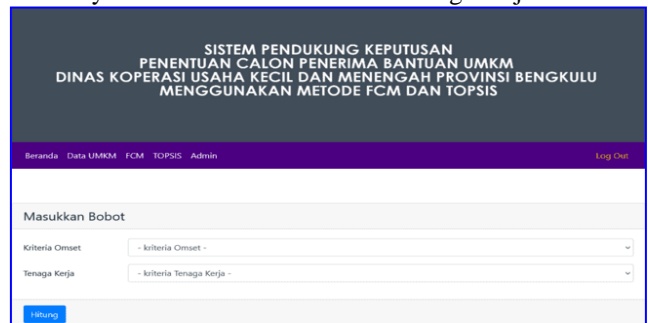 SISTEM PENDUKUNG KEPUTUSAN
PENENTUAN CALON PENERIMA BANTUAN UMKM
DINAS KOPERASI USAHA KECIL DAN MENENGAH PROVINSI BENGKULU
MENGGUNAKAN METODE FCM DAN TOPSIS
Beranda Data UMKM FCM TOPSIS Admin Log Out
Masukkan Bobot
Kriteria Omset - kriteria Omset -
Tenaga Kerja - kriteria Tenaga Kerja -
Hitung